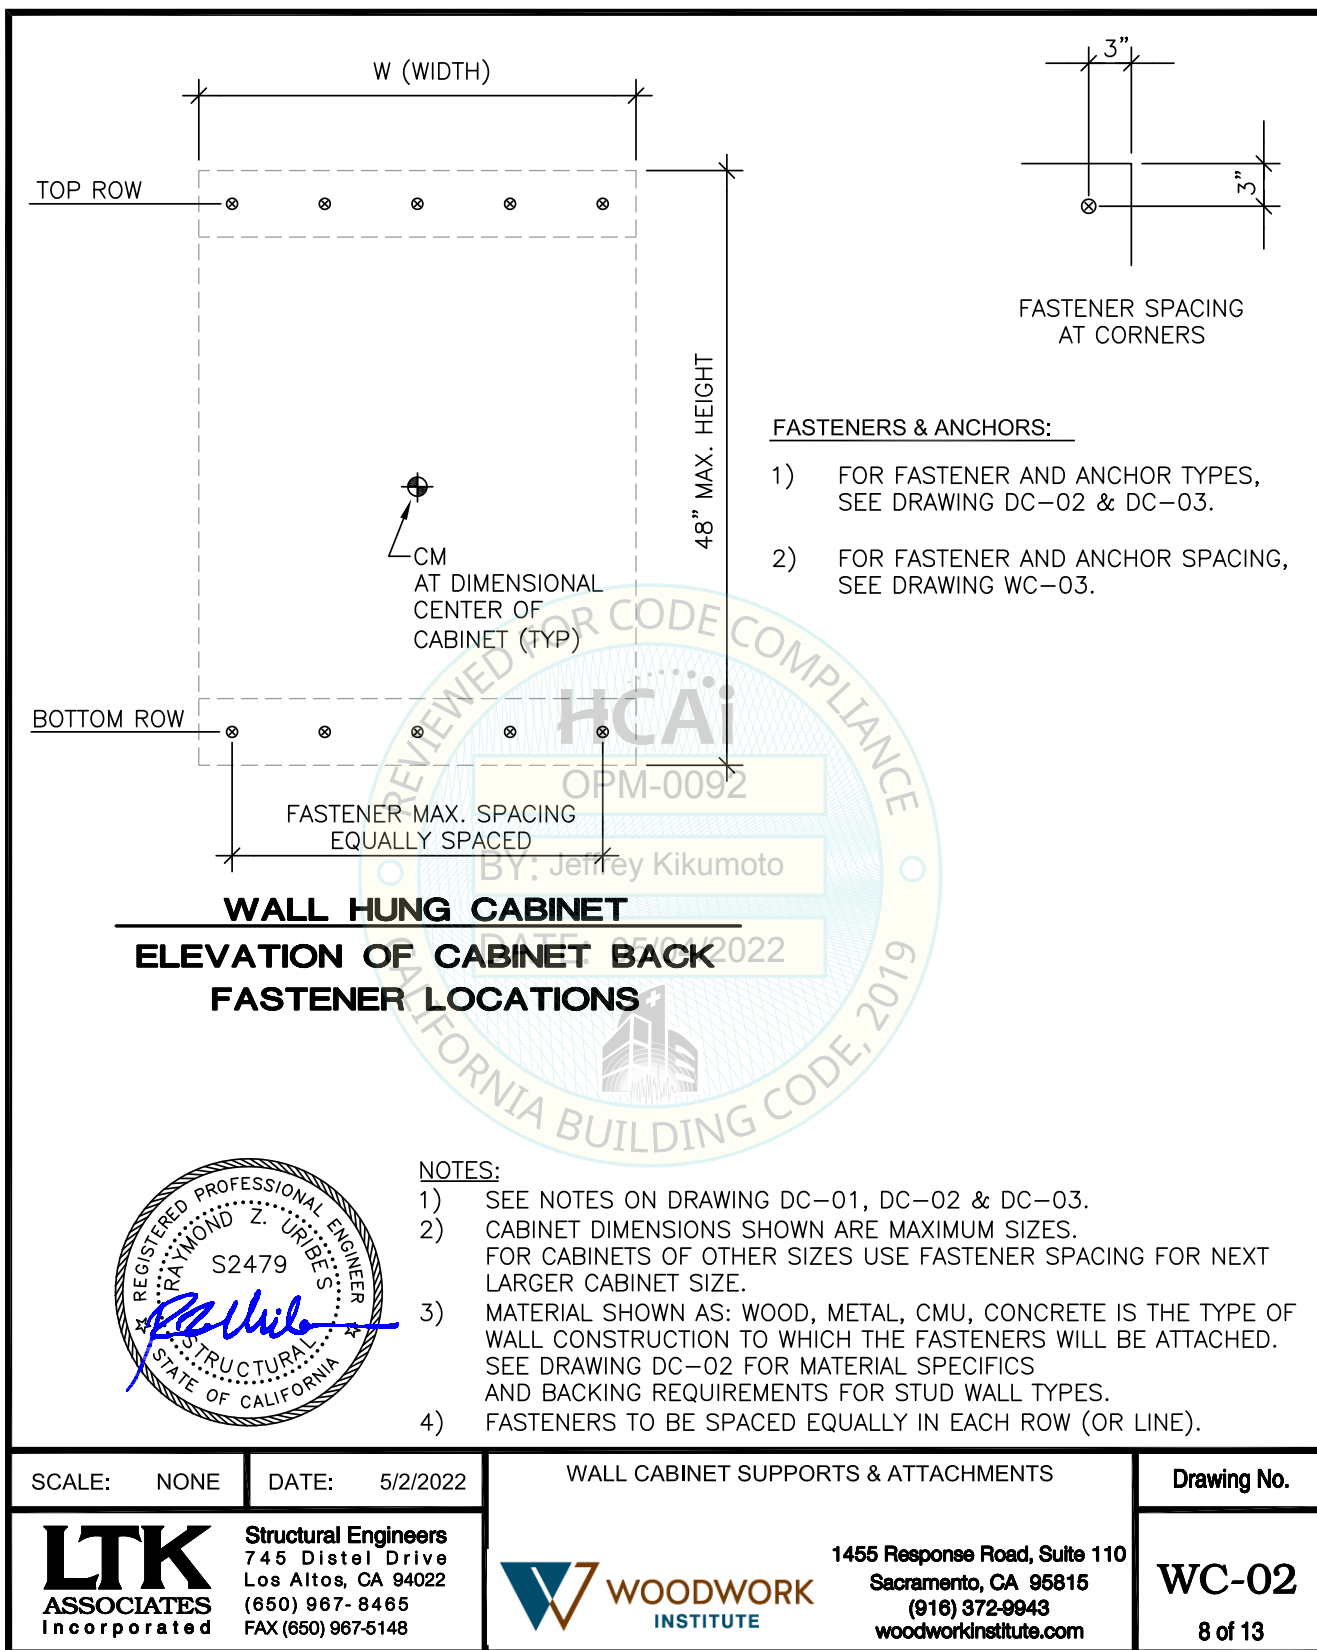 W (WIDTH)
3"
3"
TOP ROW
FASTENER SPACING
AT CORNERS
48" MAX. HEIGHT
FASTENERS & ANCHORS:
1) FOR FASTENER AND ANCHOR TYPES,
SEE DRAWING DC-02 & DC-03.
2) FOR FASTENER AND ANCHOR SPACING,
SEE DRAWING WC-03.
CM
AT DIMENSIONAL
CENTER OF
CABINET (TYP)
BOTTOM ROW
FASTENER MAX. SPACING
EQUALLY SPACED
REVIEWED FOR CODE COMPLIANCE
HCAi
OPM-0092
BY: Jeffrey Kikumoto
DATE: 05/04/2022
CALIFORNIA BUILDING CODE, 2019
WALL HUNG CABINET
ELEVATION OF CABINET BACK
FASTENER LOCATIONS
REGISTERED PROFESSIONAL ENGINEER
RAYMOND Z. URIBES
S2479
STRUCTURAL
STATE OF CALIFORNIA
NOTES:
1) SEE NOTES ON DRAWING DC-01, DC-02 & DC-03.
2) CABINET DIMENSIONS SHOWN ARE MAXIMUM SIZES.
FOR CABINETS OF OTHER SIZES USE FASTENER SPACING FOR NEXT
LARGER CABINET SIZE.
3) MATERIAL SHOWN AS: WOOD, METAL, CMU, CONCRETE IS THE TYPE OF
WALL CONSTRUCTION TO WHICH THE FASTENERS WILL BE ATTACHED.
SEE DRAWING DC-02 FOR MATERIAL SPECIFICS
AND BACKING REQUIREMENTS FOR STUD WALL TYPES.
4) FASTENERS TO BE SPACED EQUALLY IN EACH ROW (OR LINE).
SCALE: NONE
DATE: 5/2/2022
WALL CABINET SUPPORTS & ATTACHMENTS
Drawing No.
LTK
ASSOCIATES
Incorporated
Structural Engineers
745 Distel Drive
Los Altos, CA 94022
(650) 967-8465
FAX (650) 967-5148
WOODWORK
INSTITUTE
1455 Response Road, Suite 110
Sacramento, CA 95815
(916) 372-9943
woodworkinstitute.com
WC-02
8 of 13